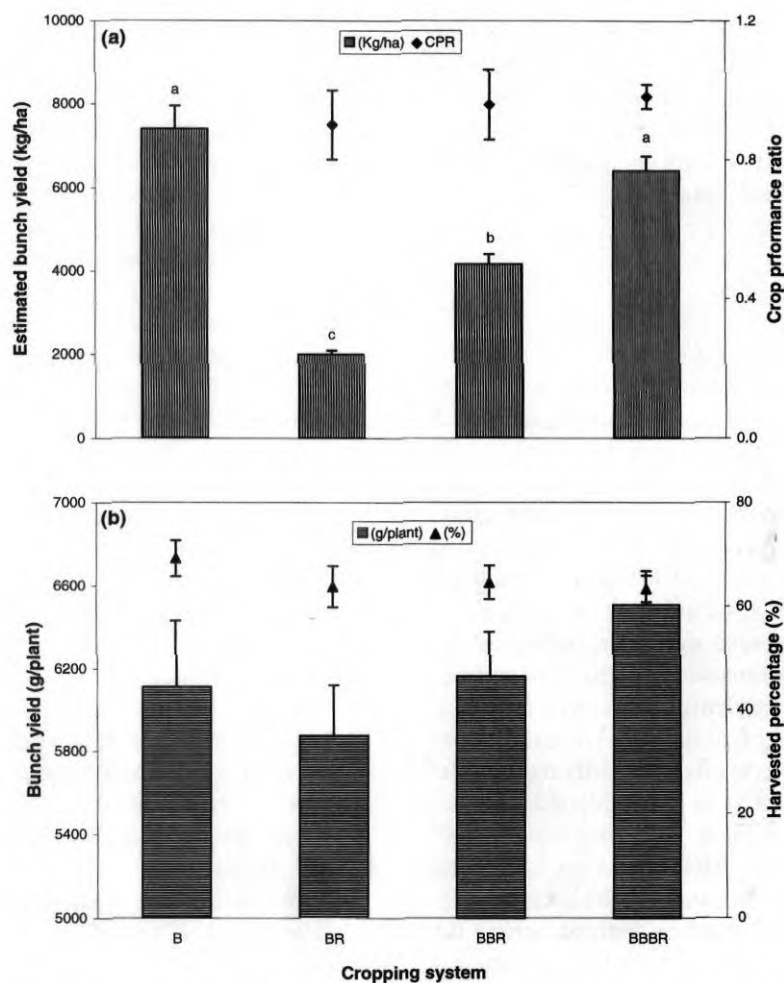 (a)
(Kg/ha) CPR
Estimated bunch yield (kg/ha)
10000
8000
6000
4000
2000
0
a
c
b
a
1.2
0.8
0.4
0.0
Crop prformance ratio
(b)
(g/plant) (%)
Bunch yield (g/plant)
7000
6600
6200
5800
5400
5000
80
60
40
20
0
Harvested percentage (%)
B BR BBR BBBR
Cropping system